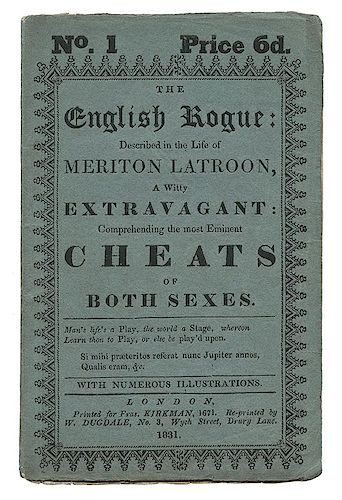 No. 1 Price 6d.
THE
English Rogue:
Described in the Life of
MERITON LATROON,
A Witty
EXTRAVAGANT:
Comprehending the most Eminent
CHEATS
OF
BOTH SEXES.
Man's life's a Play, the world a Stage, whereon
Learn thou to Play, or else be play'd upon.
Si mihi præteritos referat nunc Jupiter annos,
Qualis eram, &c.
WITH NUMEROUS ILLUSTRATIONS.
LONDON,
Printed for Fras. KIRKMAN, 1671. Re-printed by
W. DUGDALE, No. 3, Wych Street, Drury Lane.
1831.